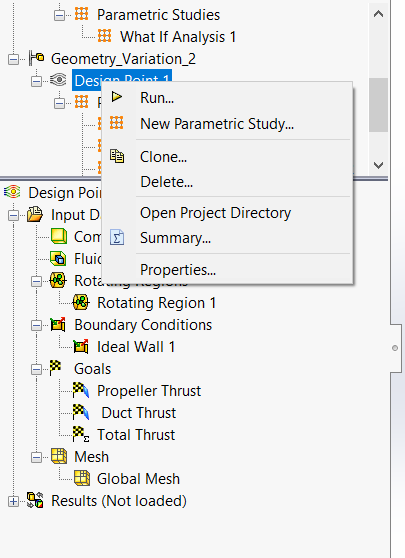 Parametric Studies
What If Analysis 1
Geometry_Variation_2
Design Point 1
Run...
New Parametric Study...
Clone...
Delete...
Open Project Directory
Summary...
Properties...
Design Poi
Input D
Com
Fluid
Rotating Regions
Rotating Region 1
Boundary Conditions
Ideal Wall 1
Goals
Propeller Thrust
Duct Thrust
Total Thrust
Mesh
Global Mesh
Results (Not loaded)